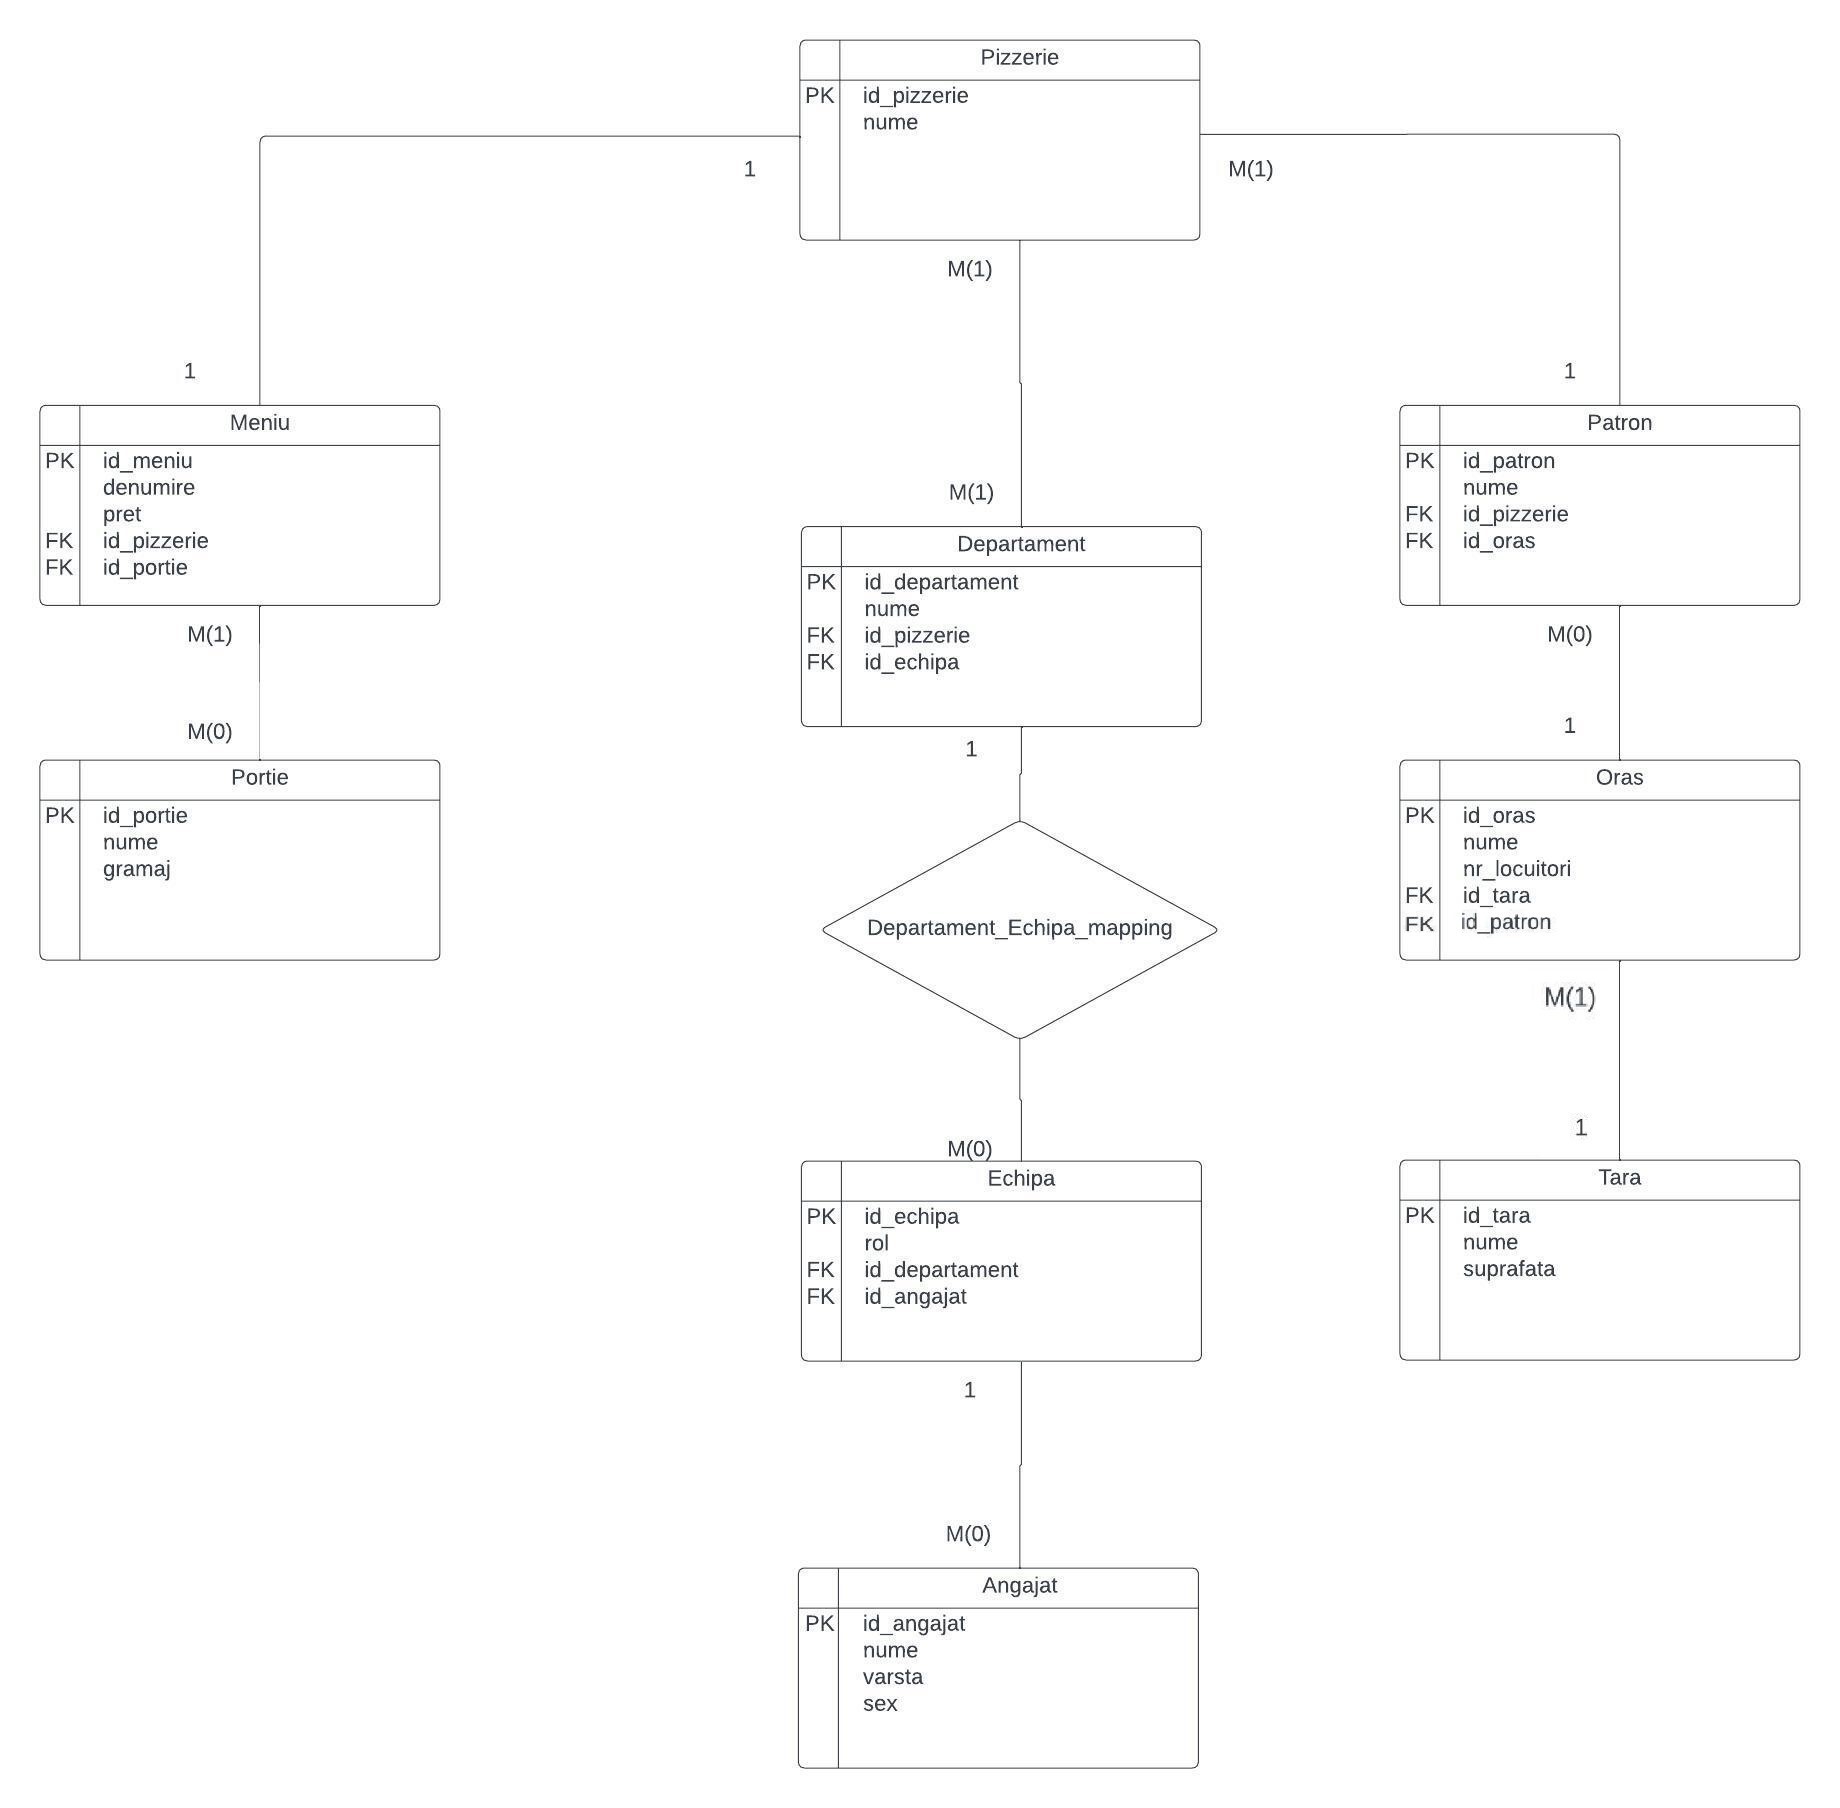 Pizzerie
PK id_pizzerie
nume
1
M(1)
M(1)
1
1
Meniu
PK id_meniu
denumire
pret
FK id_pizzerie
FK id_portie
M(1)
Departament
PK id_departament
nume
FK id_pizzerie
FK id_echipa
Patron
PK id_patron
nume
FK id_pizzerie
FK id_oras
M(1)
M(0)
M(0)
1
1
Portie
PK id_portie
nume
gramaj
Departament_Echipa_mapping
Oras
PK id_oras
nume
nr_locuitori
FK id_tara
FK id_patron
M(1)
1
M(0)
Echipa
PK id_echipa
rol
FK id_departament
FK id_angajat
Tara
PK id_tara
nume
suprafata
1
M(0)
Angajat
PK id_angajat
nume
varsta
sex